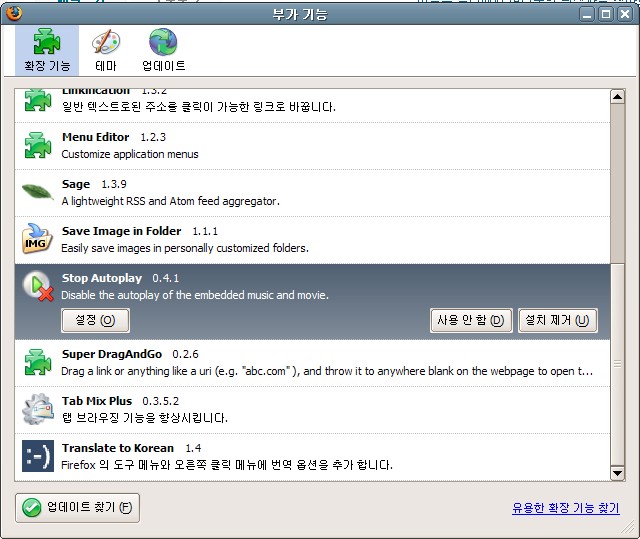 부가 기능
확장 기능 테마 업데이트
Linkification 1.3.2
일반 텍스트로된 주소를 클릭이 가능한 링크로 바꿉니다.
Menu Editor 1.2.3
Customize application menus
Sage 1.3.9
A lightweight RSS and Atom feed aggregator.
IMG
Save Image in Folder 1.1.1
Easily save images in personally customized folders.
Stop Autoplay 0.4.1
Disable the autoplay of the embedded music and movie.
설정 (O) 사용 안 함 (D) 설치 제거 (U)
Super DragAndGo 0.2.6
Drag a link or anything like a uri (e.g. "abc.com" ), and throw it to anywhere blank on the webpage to open t...
Tab Mix Plus 0.3.5.2
탭 브라우징 기능을 향상시킵니다.
:-)
Translate to Korean 1.4
Firefox 의 도구 메뉴와 오른쪽 클릭 메뉴에 번역 옵션을 추가 합니다.
업데이트 찾기 (F) 유용한 확장 기능 찾기